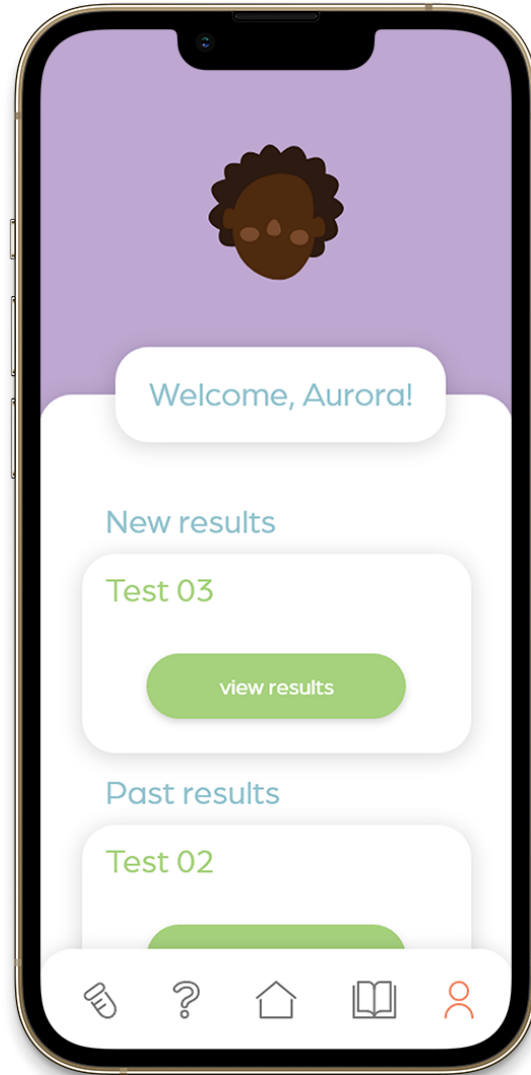 Welcome, Aurora!
New results
Test 03
view results
Past results
Test 02